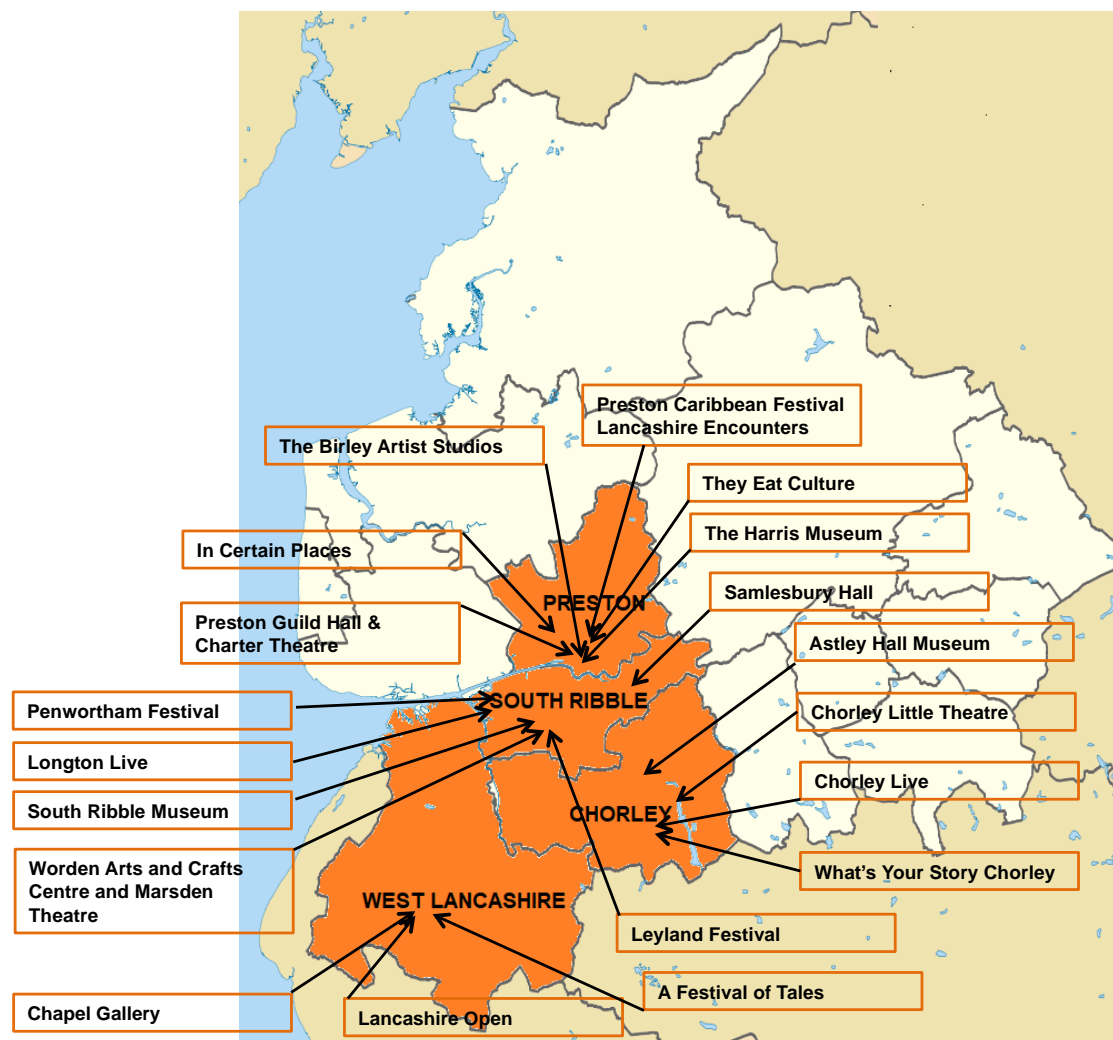 Preston Caribbean Festival
Lancashire Encounters
The Birley Artist Studios
They Eat Culture
The Harris Museum
In Certain Places
Samlesbury Hall
PRESTON
Preston Guild Hall &
Charter Theatre
Astley Hall Museum
SOUTH RIBBLE
Penwortham Festival
Chorley Little Theatre
Longton Live
Chorley Live
South Ribble Museum
CHORLEY
Worden Arts and Crafts
Centre and Marsden
Theatre
What's Your Story Chorley
WEST LANCASHIRE
Leyland Festival
A Festival of Tales
Chapel Gallery
Lancashire Open